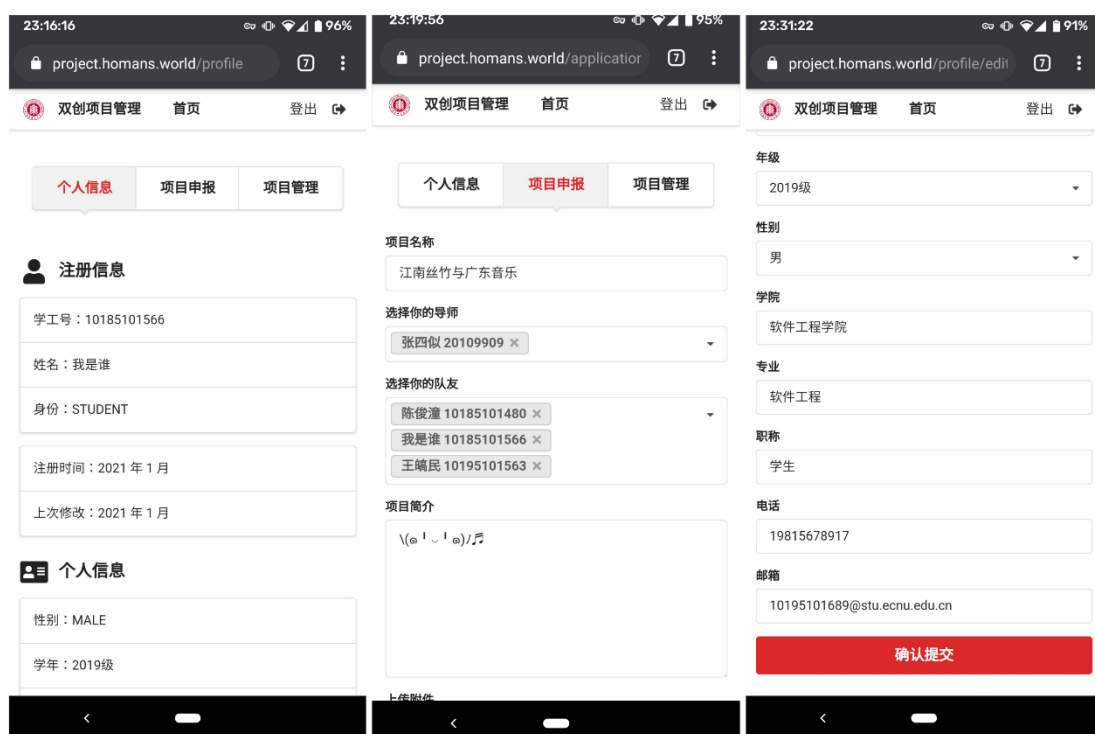 23:16:16
96%
project.homans.world/profile
7
双创项目管理 首页 登出
个人信息 项目申报 项目管理
注册信息
学工号：10185101566
姓名：我是谁
身份：STUDENT
注册时间：2021 年 1 月
上次修改：2021 年 1 月
个人信息
性别：MALE
学年：2019级
23:19:56
95%
project.homans.world/application
7
双创项目管理 首页 登出
个人信息 项目申报 项目管理
项目名称
江南丝竹与广东音乐
选择你的导师
张四似 20109909 ×
选择你的队友
陈俊潼 10185101480 ×
我是谁 10185101566 ×
王皜民 10195101563 ×
项目简介
\(๑╹◡╹๑)ﾉ♬
上传附件
23:31:22
91%
project.homans.world/profile/edit
7
双创项目管理 首页 登出
年级
2019级
性别
男
学院
软件工程学院
专业
软件工程
职称
学生
电话
19815678917
邮箱
10195101689@stu.ecnu.edu.cn
确认提交